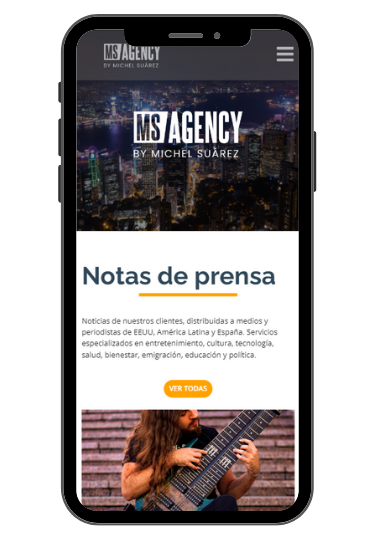 MS/AGENCY
BY MICHEL SUÁREZ
MS/AGENCY
BY MICHEL SUÁREZ
Notas de prensa
Noticias de nuestros clientes, distribuidas a medios y
periodistas de EEUU, América Latina y España. Servicios
especializados en entretenimiento, cultura, tecnología,
salud, bienestar, emigración, educación y política.
VER TODAS